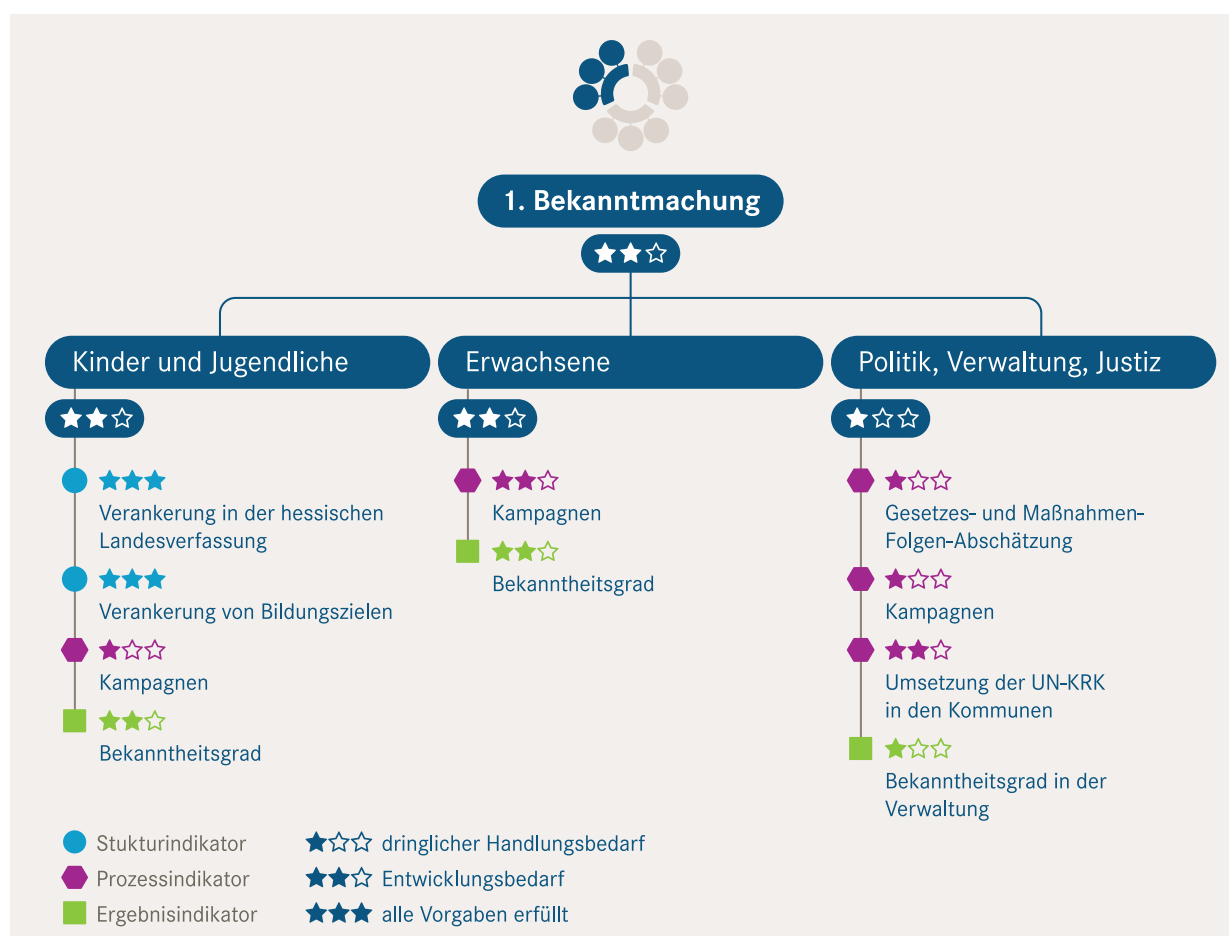 1. Bekanntmachung
Kinder und Jugendliche
Verankerung in der hessischen
Landesverfassung
Verankerung von Bildungszielen
Kampagnen
Bekanntheitsgrad
Erwachsene
Kampagnen
Bekanntheitsgrad
Politik, Verwaltung, Justiz
Gesetzes- und Maßnahmen-
Folgen-Abschätzung
Kampagnen
Umsetzung der UN-KRK
in den Kommunen
Bekanntheitsgrad in der
Verwaltung
Stukturindikator
Prozessindikator
Ergebnisindikator
dringlicher Handlungsbedarf
Entwicklungsbedarf
alle Vorgaben erfüllt